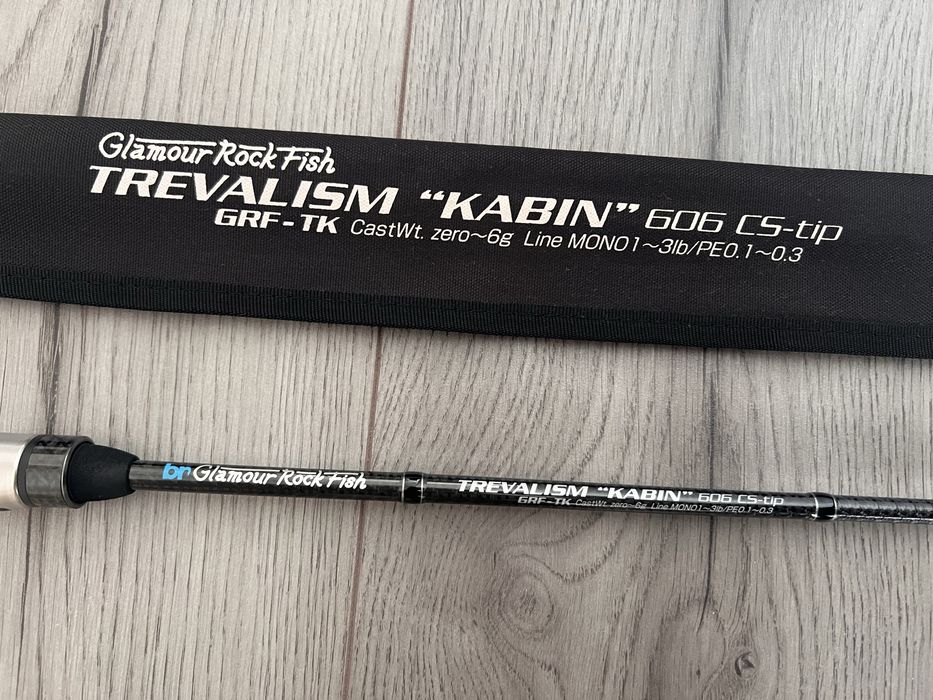 Glamour Rock Fish
TREVALISM “KABIN” 606 CS-tip
GRF-TK CastWt. zero~6g Line MONO1~3lb/PE0.1~0.3
br Glamour Rock Fish
TREVALISM “KABIN” 606 CS-tip
GRF-TK CastWt. zero~6g Line MONO1~3lb/PE0.1~0.3